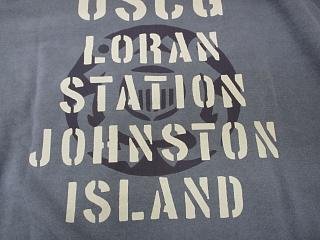 USCG
LORAN
STATION
JOHNSTON
ISLAND